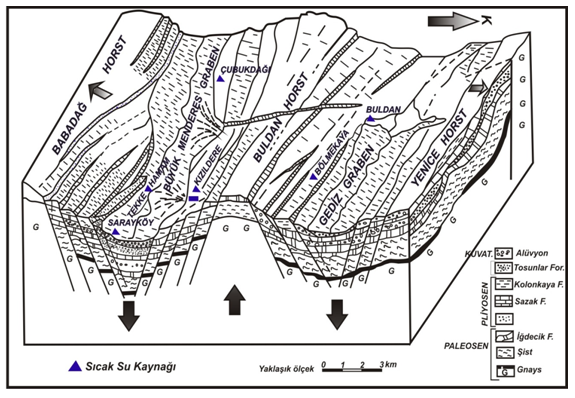 K
BABADAĞ HORST
BÜYÜK MENDERES GRABEN
ÇUBUKDAĞI
BULDAN HORST
BULDAN
BÖLMEKAYA
GEDİZ GRABEN
YENİCE HORST
KIZILDERE
TEKKE HAMAM
SARAYKÖY
G G G G
G G G G G G G G G G G G G G
KUVAT.
Alüvyon
Tosunlar For.
PLİYOSEN
Kolonkaya F.
Sazak F.
PALEOSEN
İğdecik F.
Şist
G Gnays
Sıcak Su Kaynağı
Yaklaşık ölçek 0 1 2 3 km